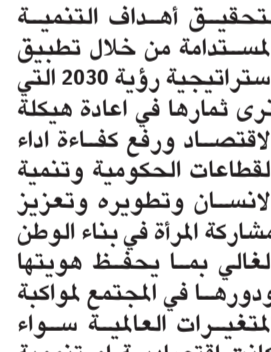 تحقيق أهداف التنمية
لمستدامة من خلال تطبيق
ستراتيجية رؤية 2030 التي
نرى ثمارها في اعادة هيكلة
لاقتصاد ورفع كفاءة اداء
لقطاعات الحكومية وتنمية
لانسان وتطويره وتعزيز
مشاركة المرأة في بناء الوطن
لغالي بما يحفظ هويتها
ودورها في المجتمع لمواكبة
لمتغيرات العالمية سواء